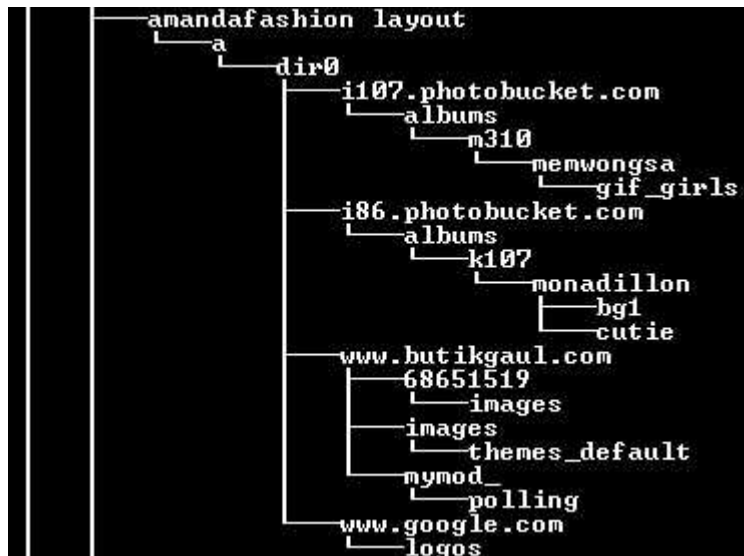 amandafashion layout
a
dir0
i107.photobucket.com
albums
m310
memwongsa
gif_girls
i86.photobucket.com
albums
k107
monadillon
bg1
cutie
www.butikgaul.com
68651519
images
images
themes_default
mymod_
polling
www.google.com
logos